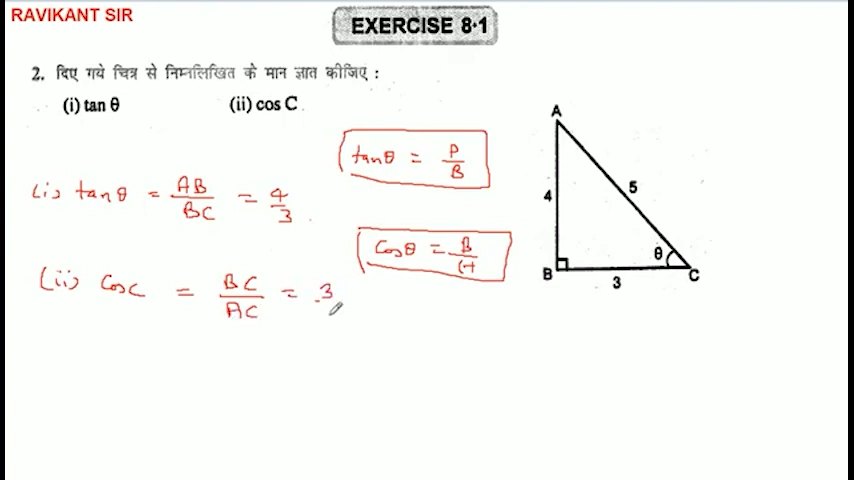 RAVIKANT SIR
EXERCISE 8·1
2. दिए गये चित्र से निम्नलिखित के मान ज्ञात कीजिए :
(i) tan θ (ii) cos C
tanθ = P/B
(i) tanθ = AB/BC = 4/3
Cosθ = B/H
(ii) Cosc = BC/AC = 3
A
4
5
θ
B
3
C